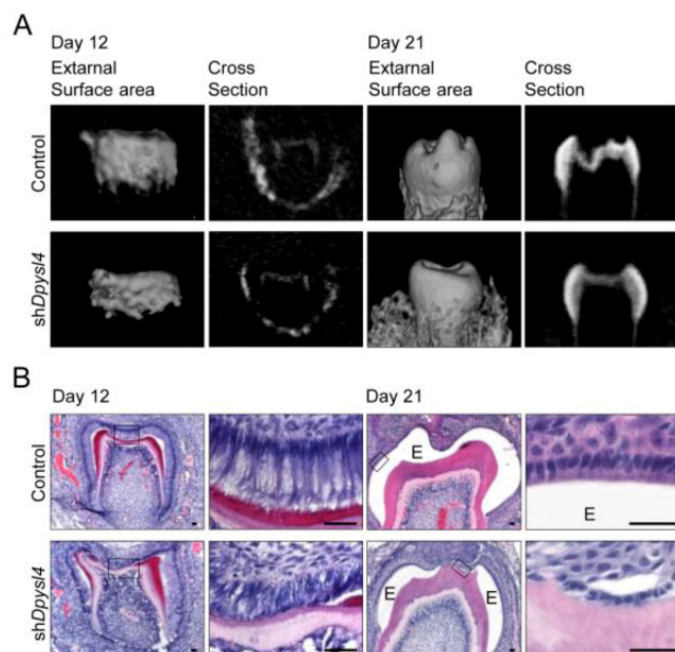 A
Day 12
Day 21
Extarnal
Surface area
Cross
Section
Extarnal
Surface area
Cross
Section
Control
shDpysl4
B
Day 12
Day 21
Control
E
E
shDpysl4
E
E